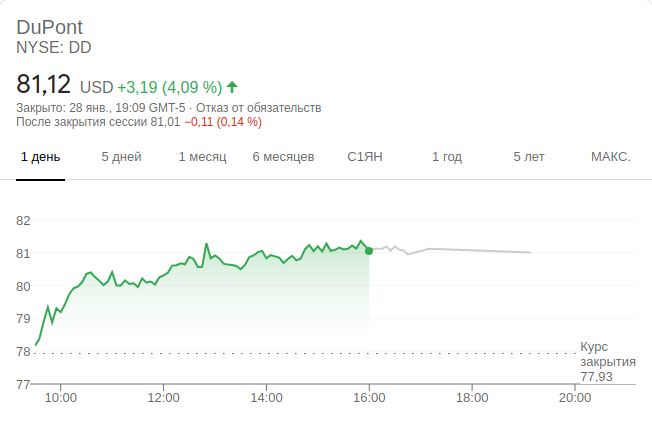 DuPont
NYSE: DD
81,12 USD +3,19 (4,09 %)
Закрыто: 28 янв., 19:09 GMT-5 · Отказ от обязательств
После закрытия сессии 81,01 −0,11 (0,14 %)
1 день 5 дней 1 месяц 6 месяцев С1ЯН 1 год 5 лет МАКС.
82
81
80
79
78
77
Курс
закрытия
77,93
10:00 12:00 14:00 16:00 18:00 20:00